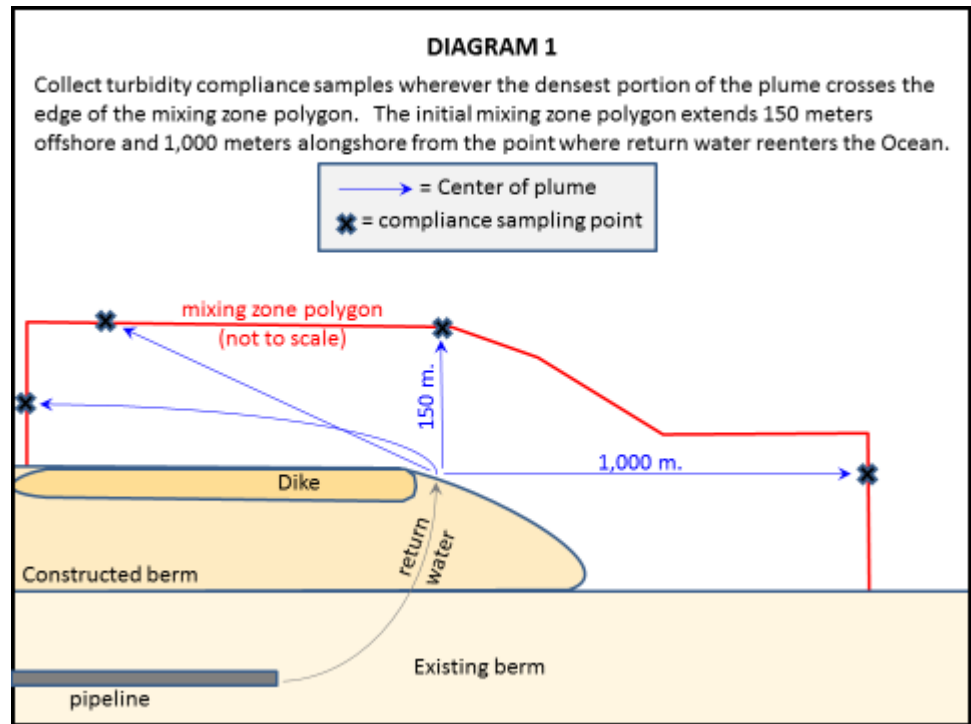 DIAGRAM 1
Collect turbidity compliance samples wherever the densest portion of the plume crosses the
edge of the mixing zone polygon. The initial mixing zone polygon extends 150 meters
offshore and 1,000 meters alongshore from the point where return water reenters the Ocean.
= Center of plume
= compliance sampling point
mixing zone polygon
(not to scale)
150 m.
1,000 m.
Dike
return
water
Constructed berm
Existing berm
pipeline